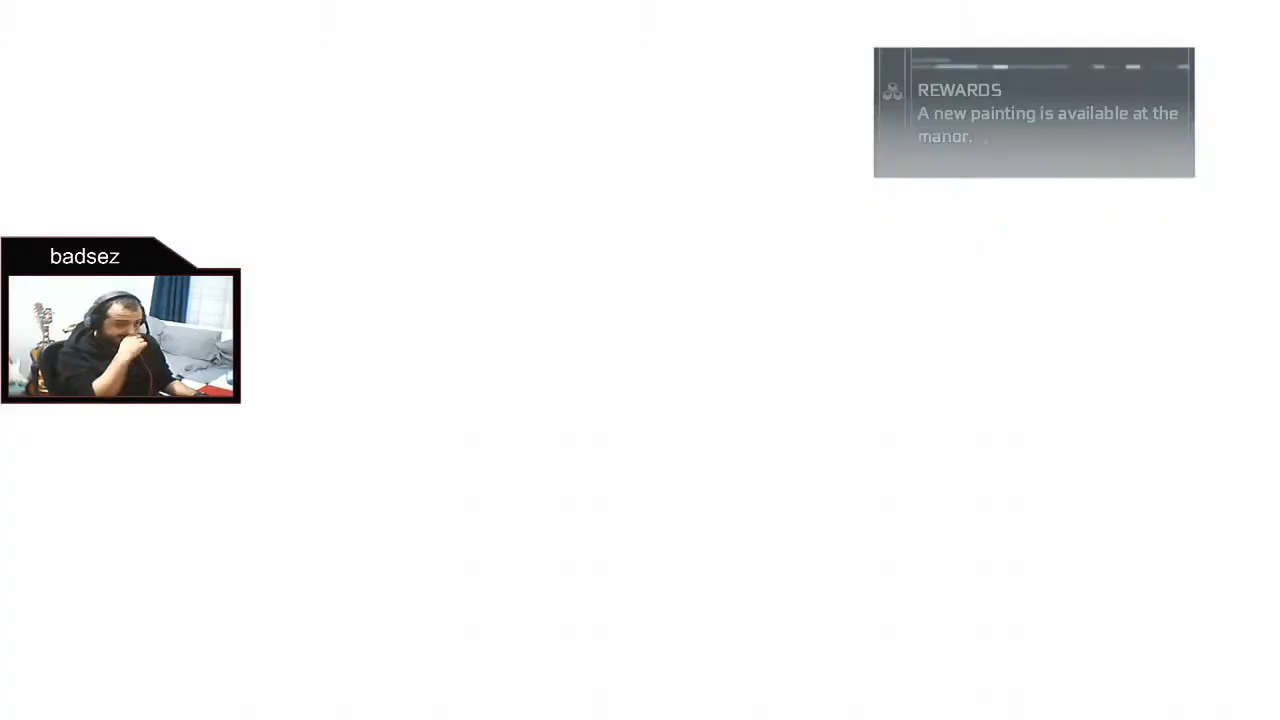 REWARDS
A new painting is available at the
manor.
badsez